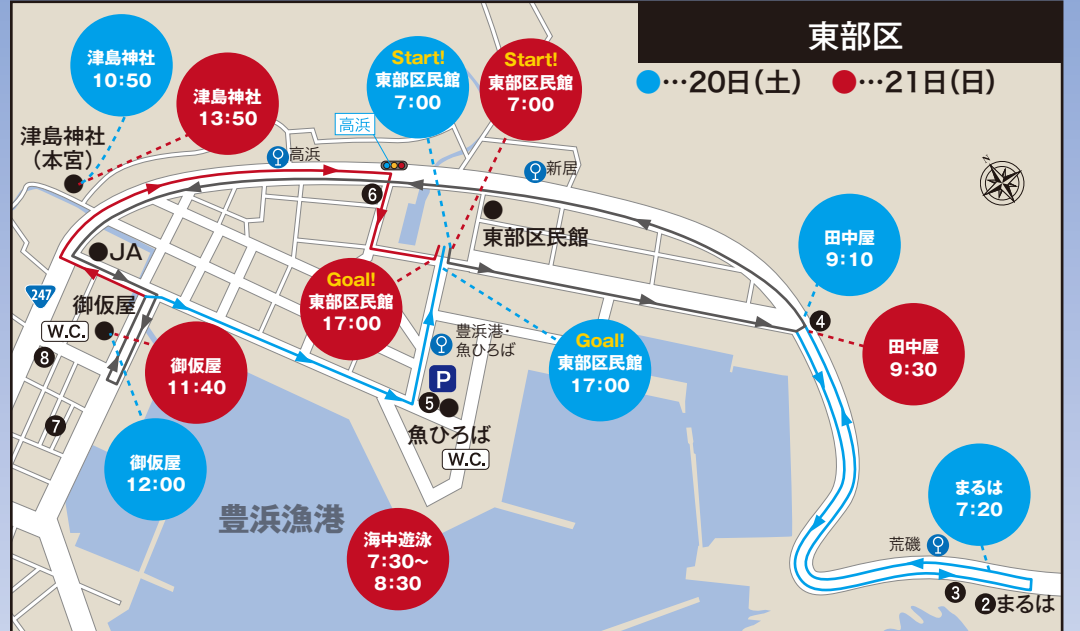 東部区
●…20日(土) ●…21日(日)
津島神社
10:50
津島神社
13:50
Start!
東部区民館
7:00
Start!
東部区民館
7:00
津島神社
(本宮)
高浜
高浜
新居
N
6
東部区民館
田中屋
9:10
JA
247
御仮屋
W.C.
Goal!
東部区民館
17:00
豊浜港・
魚ひろば
Goal!
東部区民館
17:00
4
田中屋
9:30
8
御仮屋
11:40
P
5
7
魚ひろば
W.C.
御仮屋
12:00
まるは
7:20
豊浜漁港
海中遊泳
7:30〜
8:30
荒磯
3
2まるは